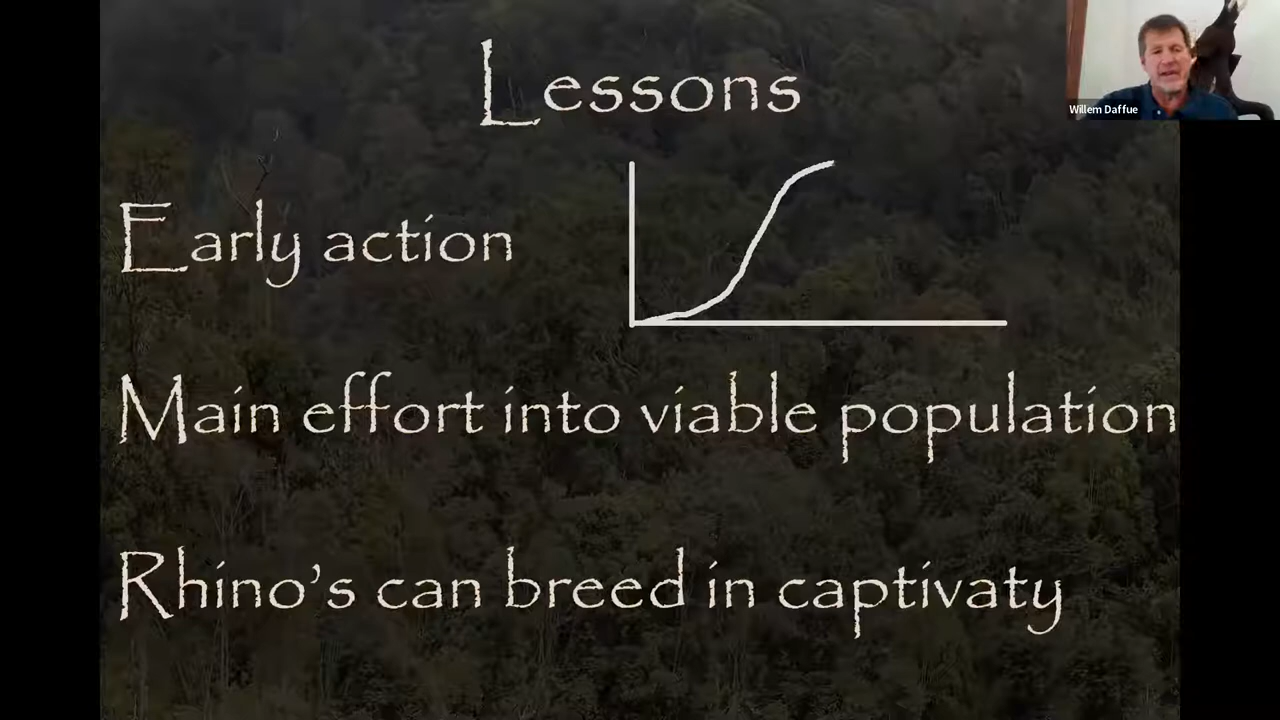 Lessons
Willem Daffue
Early action
Main effort into viable population
Rhino’s can breed in captivaty